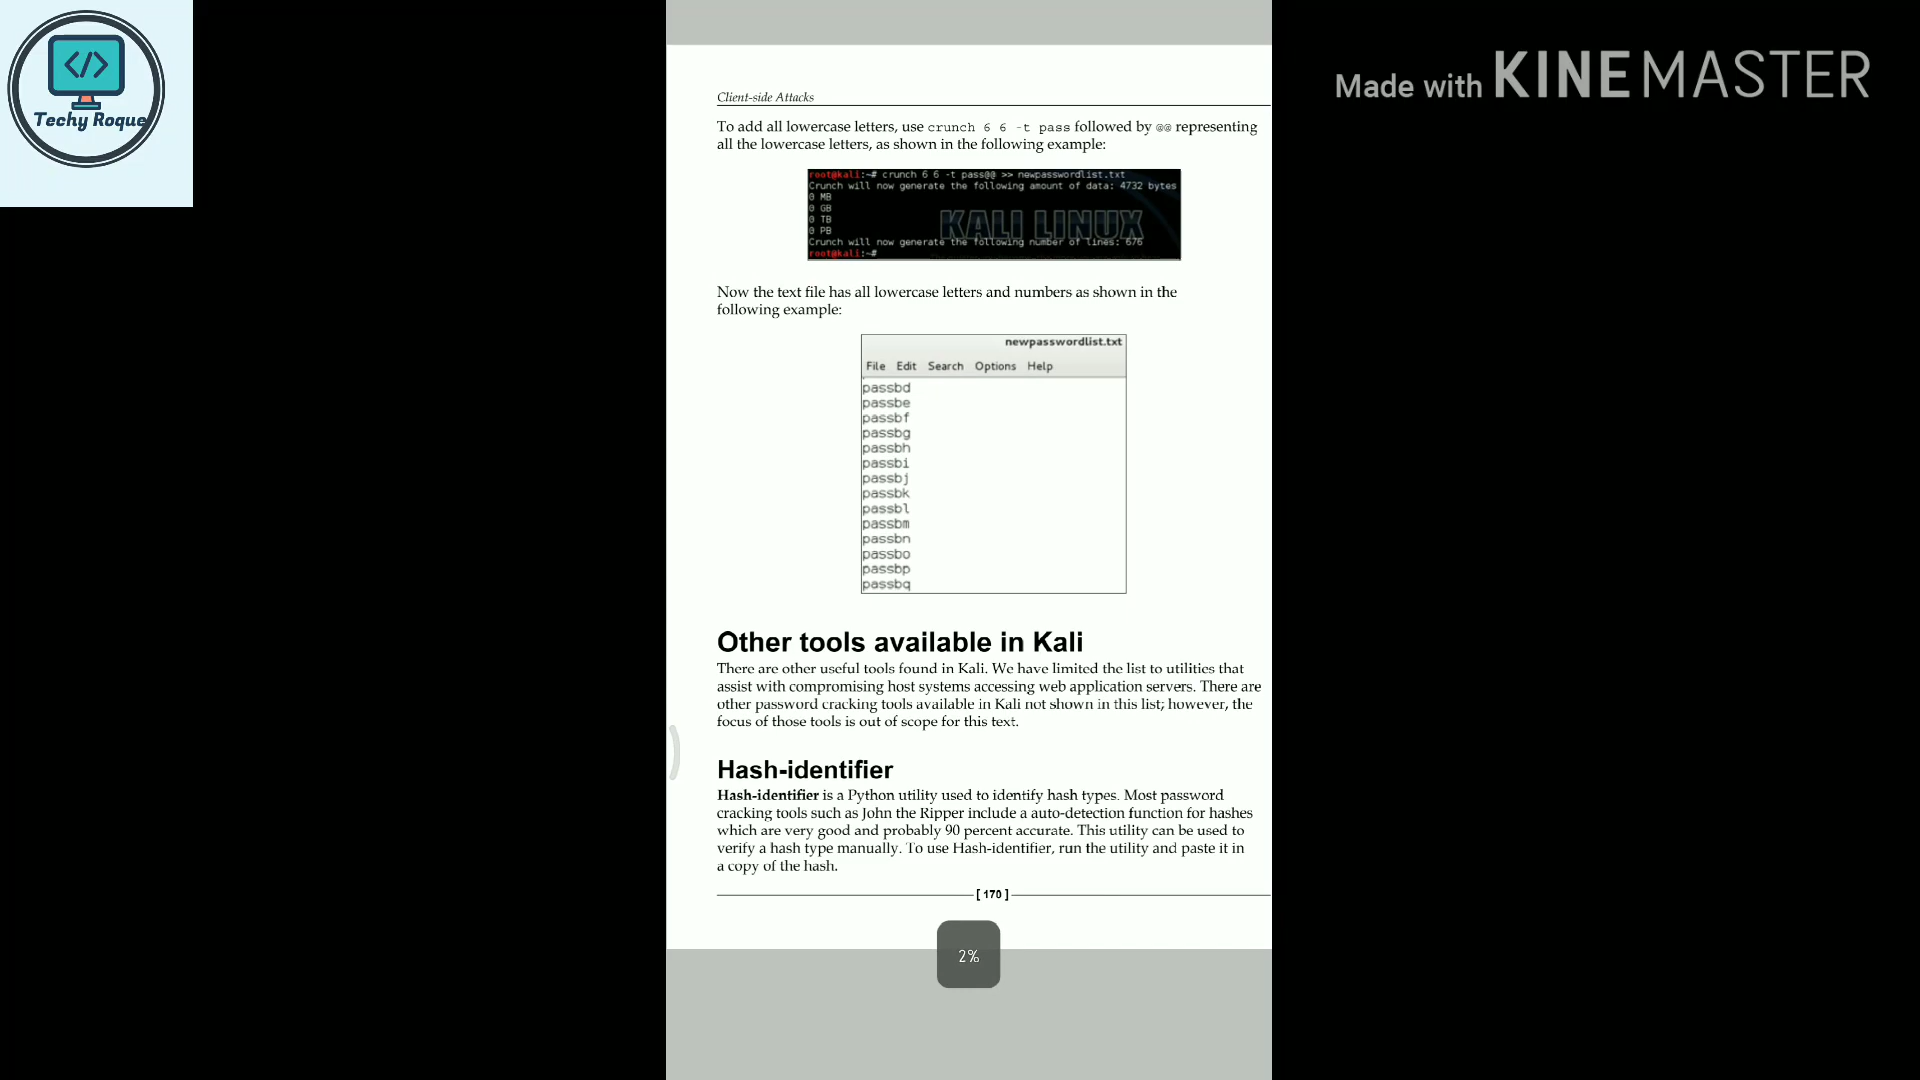 </>
Techy Roque
Made with KINEMASTER
Client-side Attacks
To add all lowercase letters, use crunch 6 6 -t pass followed by @@ representing
all the lowercase letters, as shown in the following example:
root@kali:~# crunch 6 6 -t pass@@ >> newpasswordlist.txt
Crunch will now generate the following amount of data: 4732 bytes
0 MB
0 GB
0 TB
0 PB
KALI LINUX
Crunch will now generate the following number of lines: 676
root@kali:~#
Now the text file has all lowercase letters and numbers as shown in the
following example:
newpasswordlist.txt
File Edit Search Options Help
passbd
passbe
passbf
passbg
passbh
passbi
passbj
passbk
passbl
passbm
passbn
passbo
passbp
passbq
Other tools available in Kali
There are other useful tools found in Kali. We have limited the list to utilities that
assist with compromising host systems accessing web application servers. There are
other password cracking tools available in Kali not shown in this list; however, the
focus of those tools is out of scope for this text.
Hash-identifier
Hash-identifier is a Python utility used to identify hash types. Most password
cracking tools such as John the Ripper include a auto-detection function for hashes
which are very good and probably 90 percent accurate. This utility can be used to
verify a hash type manually. To use Hash-identifier, run the utility and paste it in
a copy of the hash.
[ 170 ]
2%